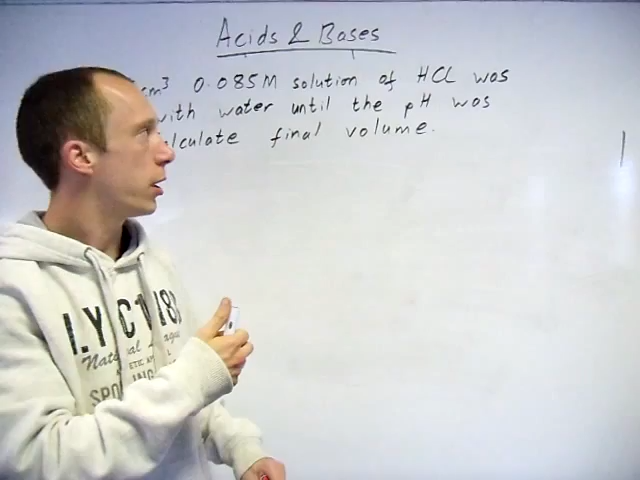 Acids & Bases
cm³ 0.085M solution of HCl was
with water until the pH was
lculate final volume.